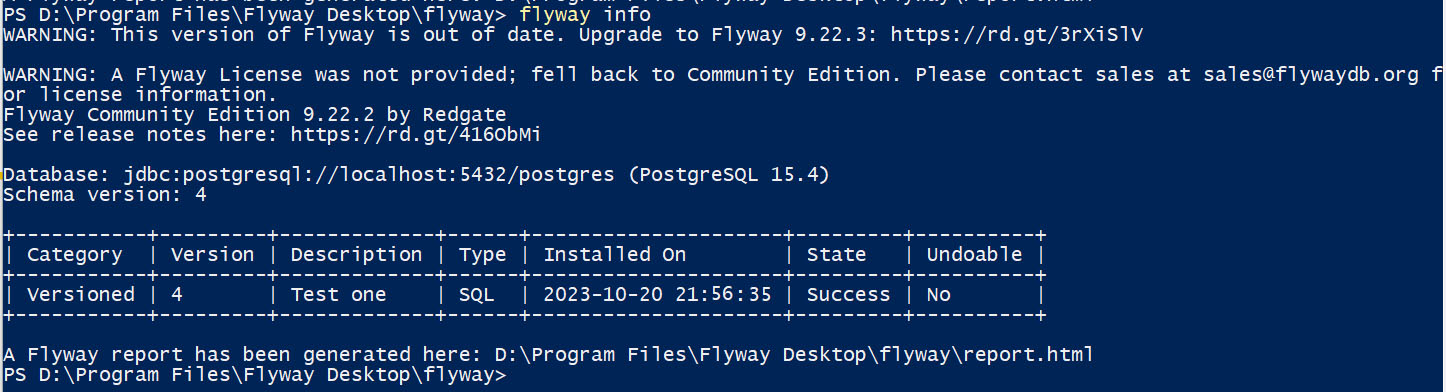 PS D:\Program Files\Flyway Desktop\flyway> flyway info
WARNING: This version of Flyway is out of date. Upgrade to Flyway 9.22.3: https://rd.gt/3rXiSlV
WARNING: A Flyway License was not provided; fell back to Community Edition. Please contact sales at sales@flywaydb.org f
or license information.
Flyway Community Edition 9.22.2 by Redgate
See release notes here: https://rd.gt/416ObMi
Database: jdbc:postgresql://localhost:5432/postgres (PostgreSQL 15.4)
Schema version: 4
+-----------+---------+-------------+------+---------------------+---------+----------+
| Category  | Version | Description | Type | Installed On        | State   | Undoable |
+-----------+---------+-------------+------+---------------------+---------+----------+
| Versioned | 4       | Test one    | SQL  | 2023-10-20 21:56:35 | Success | No       |
+-----------+---------+-------------+------+---------------------+---------+----------+
A Flyway report has been generated here: D:\Program Files\Flyway Desktop\flyway\report.html
PS D:\Program Files\Flyway Desktop\flyway>